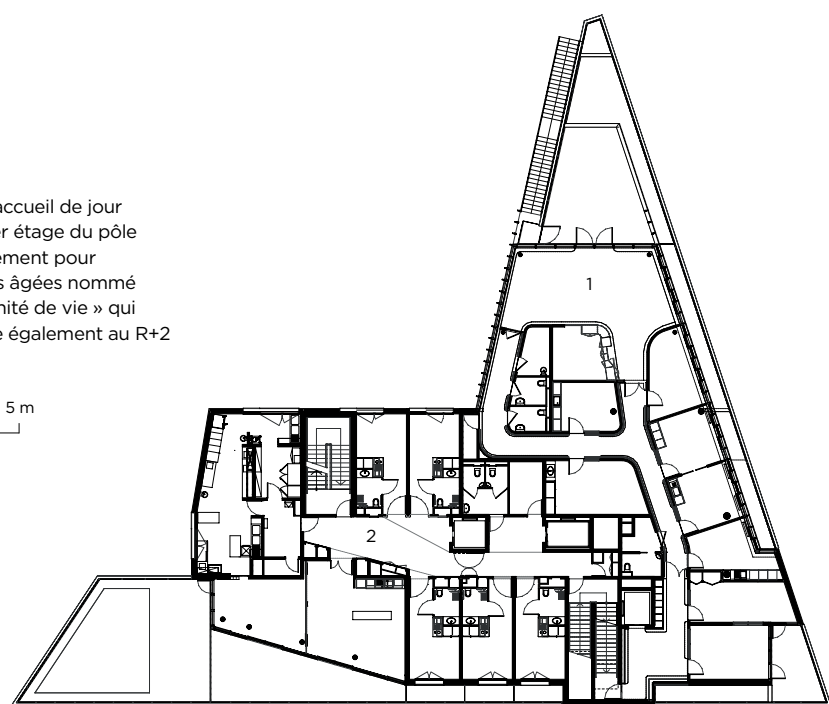 accueil de jour
er étage du pôle
ement pour
s âgées nommé
nité de vie » qui
e également au R+2
5 m
1
2